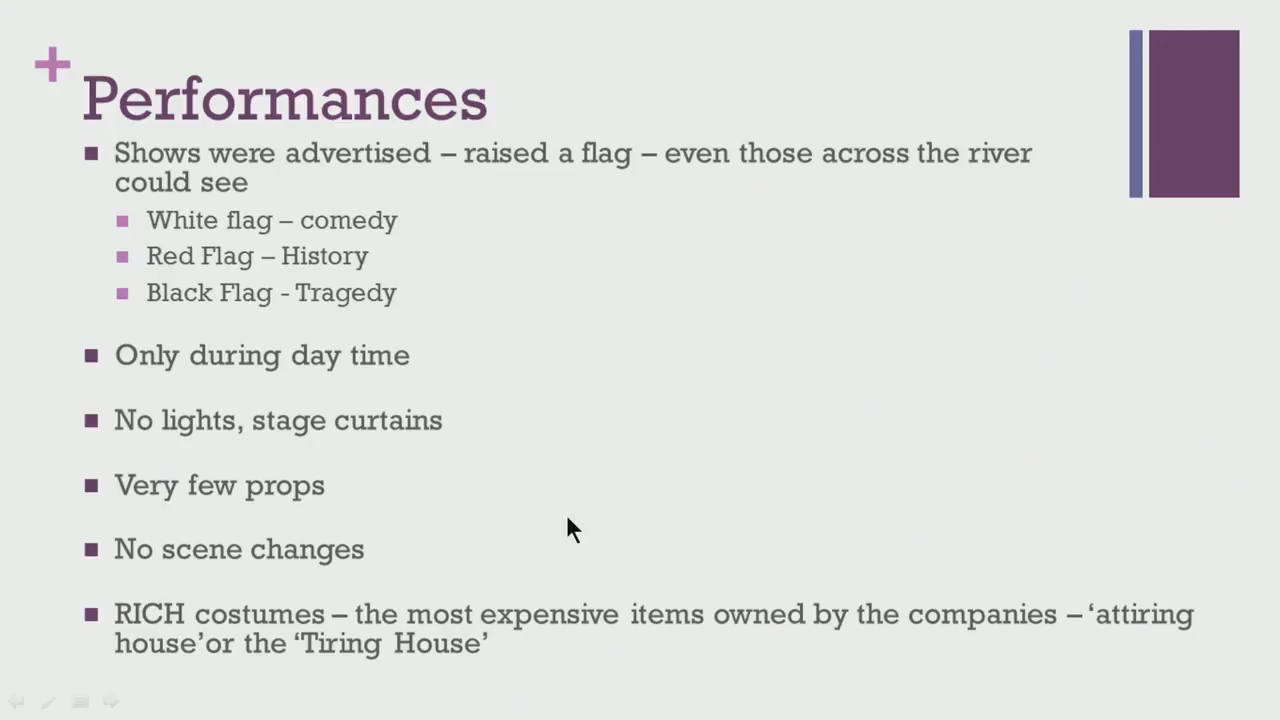 Performances
Shows were advertised – raised a flag – even those across the river
could see
White flag – comedy
Red Flag – History
Black Flag - Tragedy
Only during day time
No lights, stage curtains
Very few props
No scene changes
RICH costumes – the most expensive items owned by the companies – ‘attiring
house’or the ‘Tiring House’